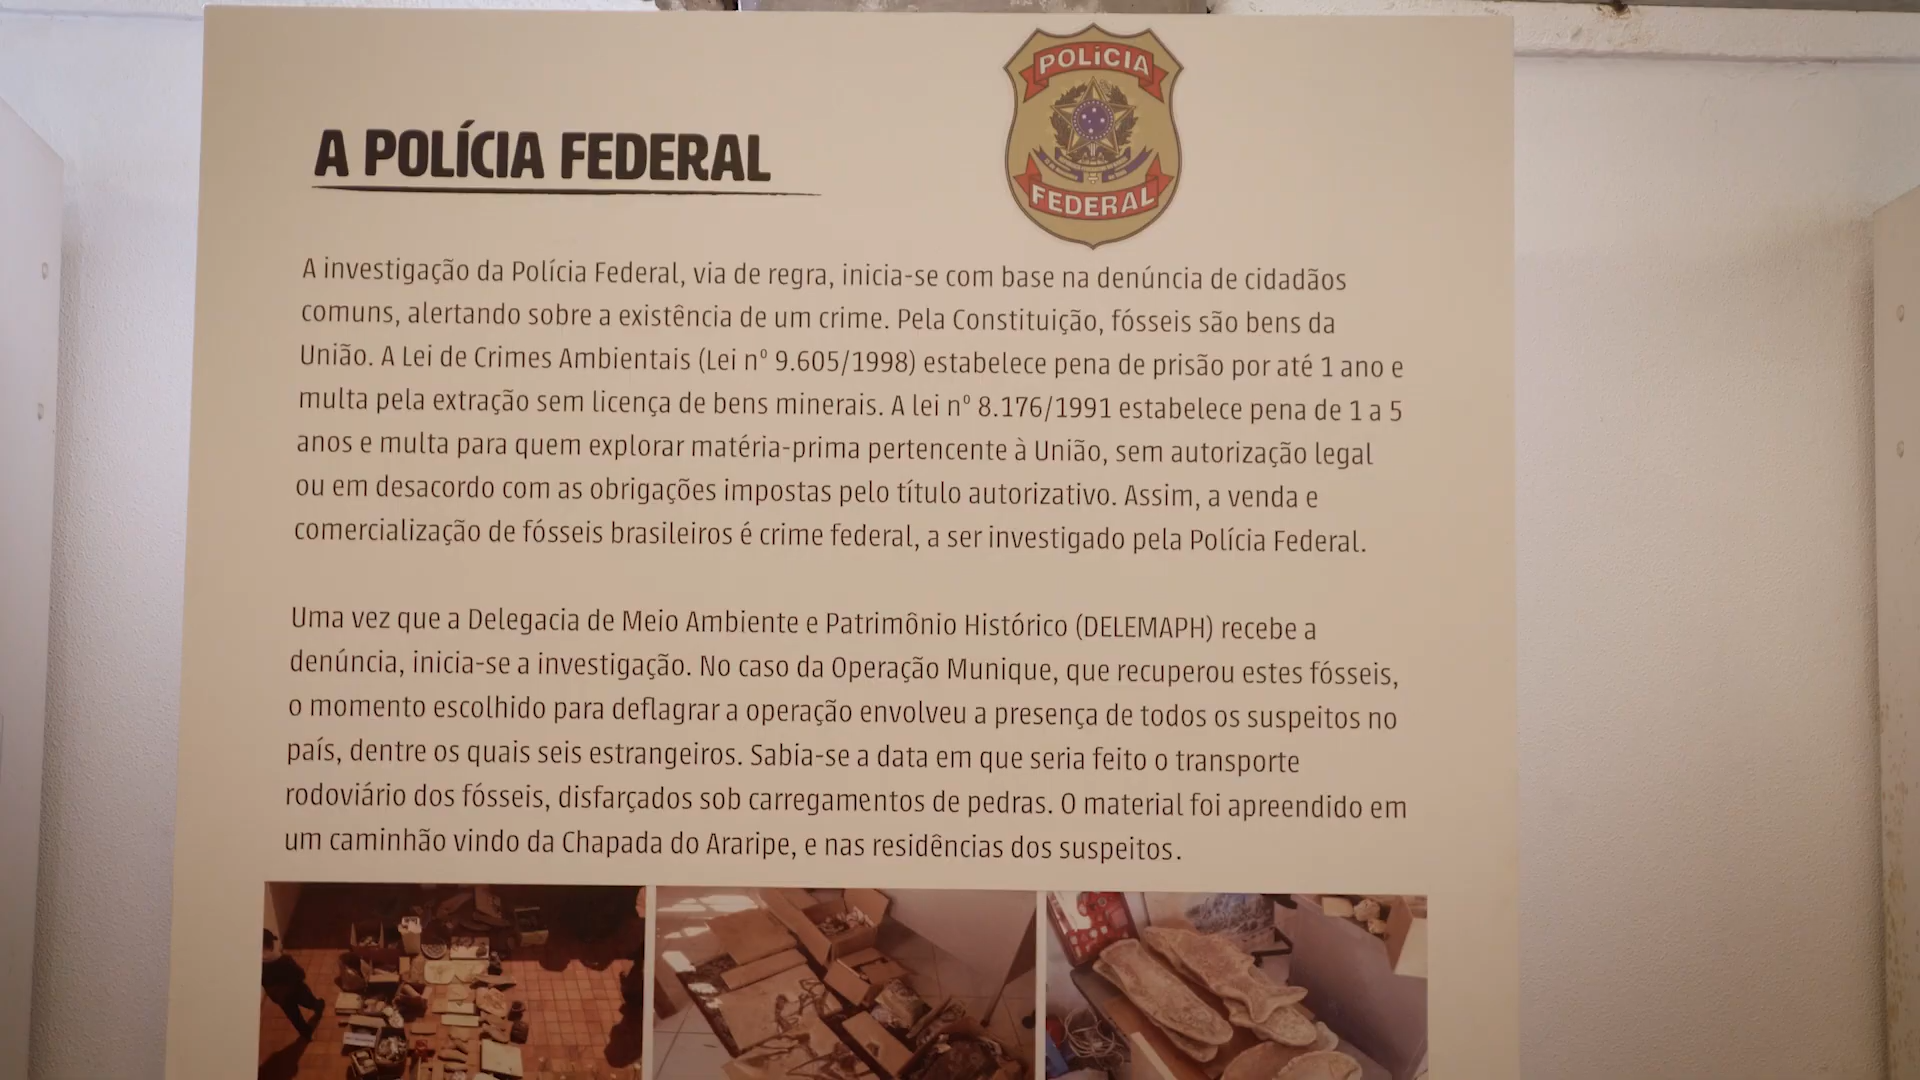 POLÍCIA
FEDERAL
A POLÍCIA FEDERAL
A investigação da Polícia Federal, via de regra, inicia-se com base na denúncia de cidadãos
comuns, alertando sobre a existência de um crime. Pela Constituição, fósseis são bens da
União. A Lei de Crimes Ambientais (Lei nº 9.605/1998) estabelece pena de prisão por até 1 ano e
multa pela extração sem licença de bens minerais. A lei nº 8.176/1991 estabelece pena de 1 a 5
anos e multa para quem explorar matéria-prima pertencente à União, sem autorização legal
ou em desacordo com as obrigações impostas pelo título autorizativo. Assim, a venda e
comercialização de fósseis brasileiros é crime federal, a ser investigado pela Polícia Federal.
Uma vez que a Delegacia de Meio Ambiente e Patrimônio Histórico (DELEMAPH) recebe a
denúncia, inicia-se a investigação. No caso da Operação Munique, que recuperou estes fósseis,
o momento escolhido para deflagrar a operação envolveu a presença de todos os suspeitos no
país, dentre os quais seis estrangeiros. Sabia-se a data em que seria feito o transporte
rodoviário dos fósseis, disfarçados sob carregamentos de pedras. O material foi apreendido em
um caminhão vindo da Chapada do Araripe, e nas residências dos suspeitos.